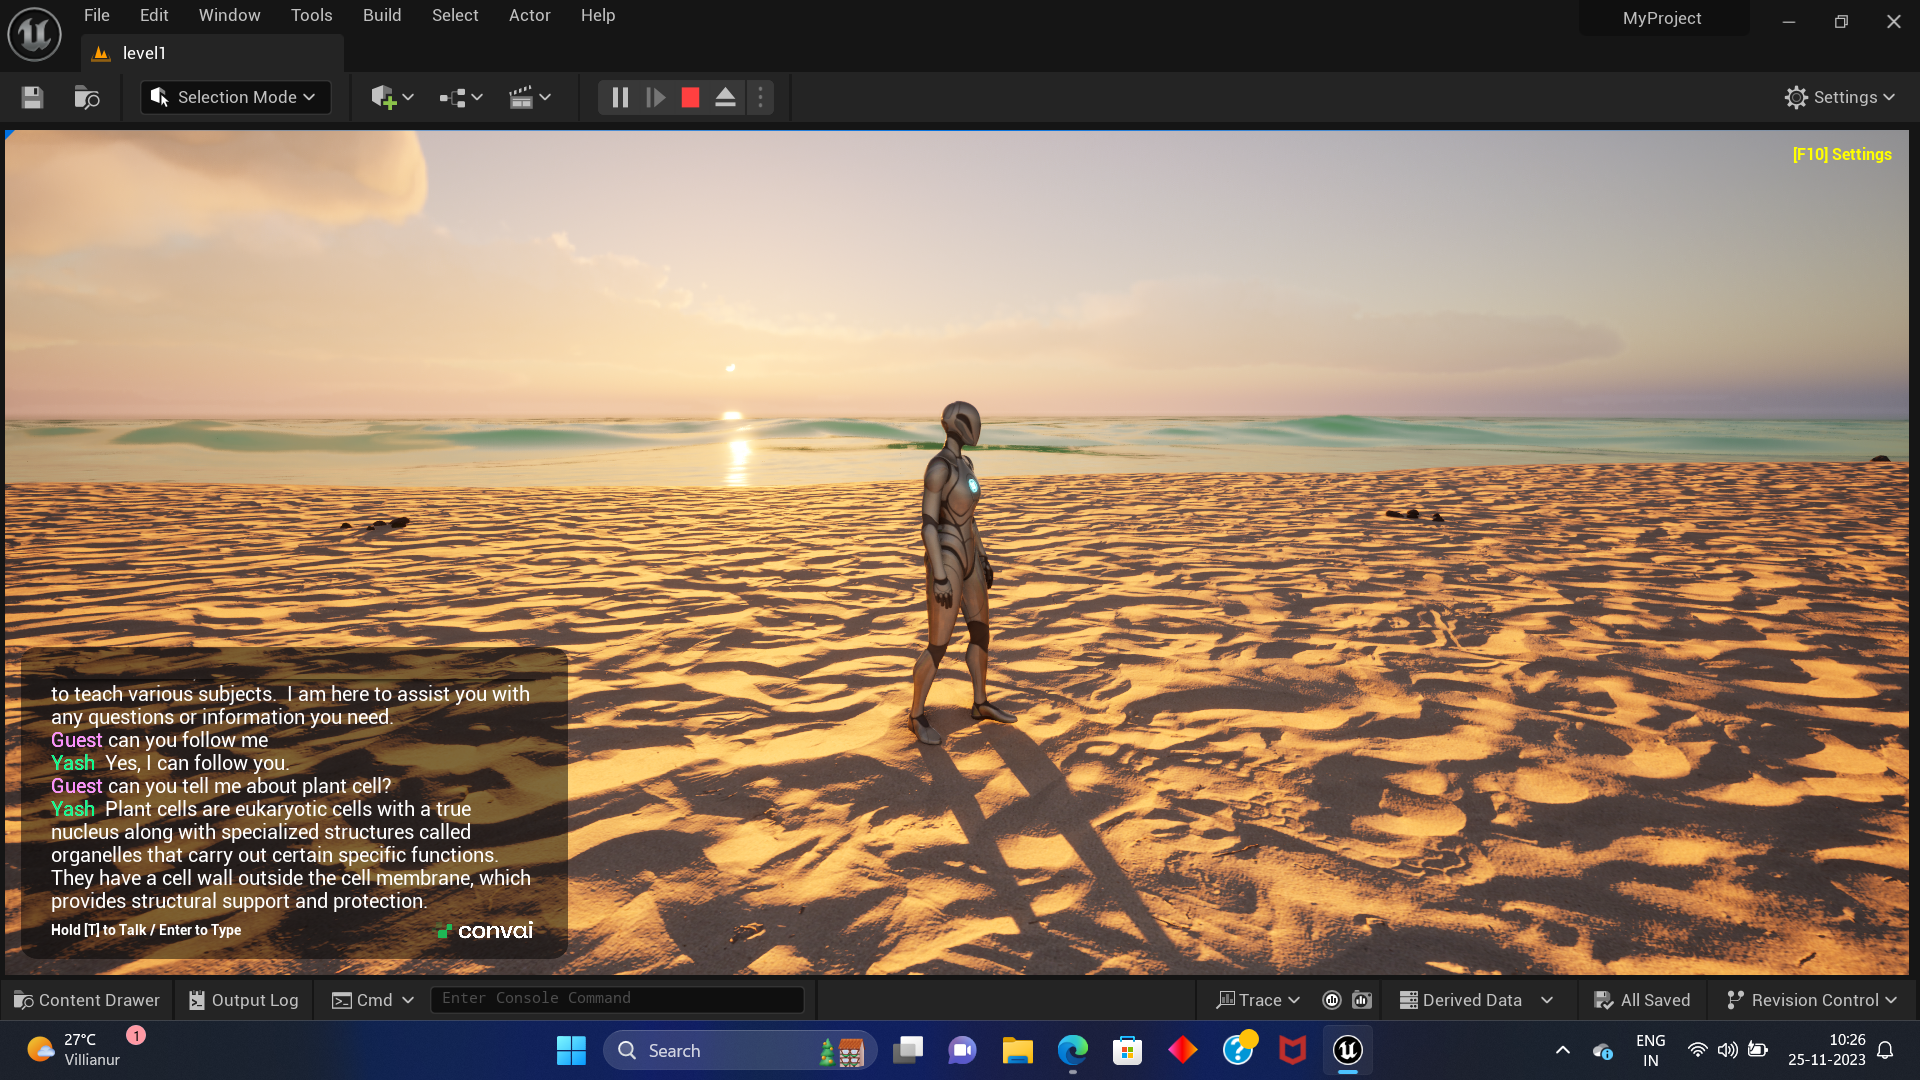 File Edit Window Tools Build Select Actor Help
MyProject
level1
Selection Mode
Settings
[F10] Settings
to teach various subjects.  I am here to assist you with
any questions or information you need.
Guest can you follow me
Yash  Yes, I can follow you.
Guest can you tell me about plant cell?
Yash  Plant cells are eukaryotic cells with a true
nucleus along with specialized structures called
organelles that carry out certain specific functions.
They have a cell wall outside the cell membrane, which
provides structural support and protection.
Hold [T] to Talk / Enter to Type
convai
Content Drawer Output Log Cmd Enter Console Command Trace Derived Data All Saved Revision Control
27°C
Villianur
1
Search
ENG
IN
10:26
25-11-2023